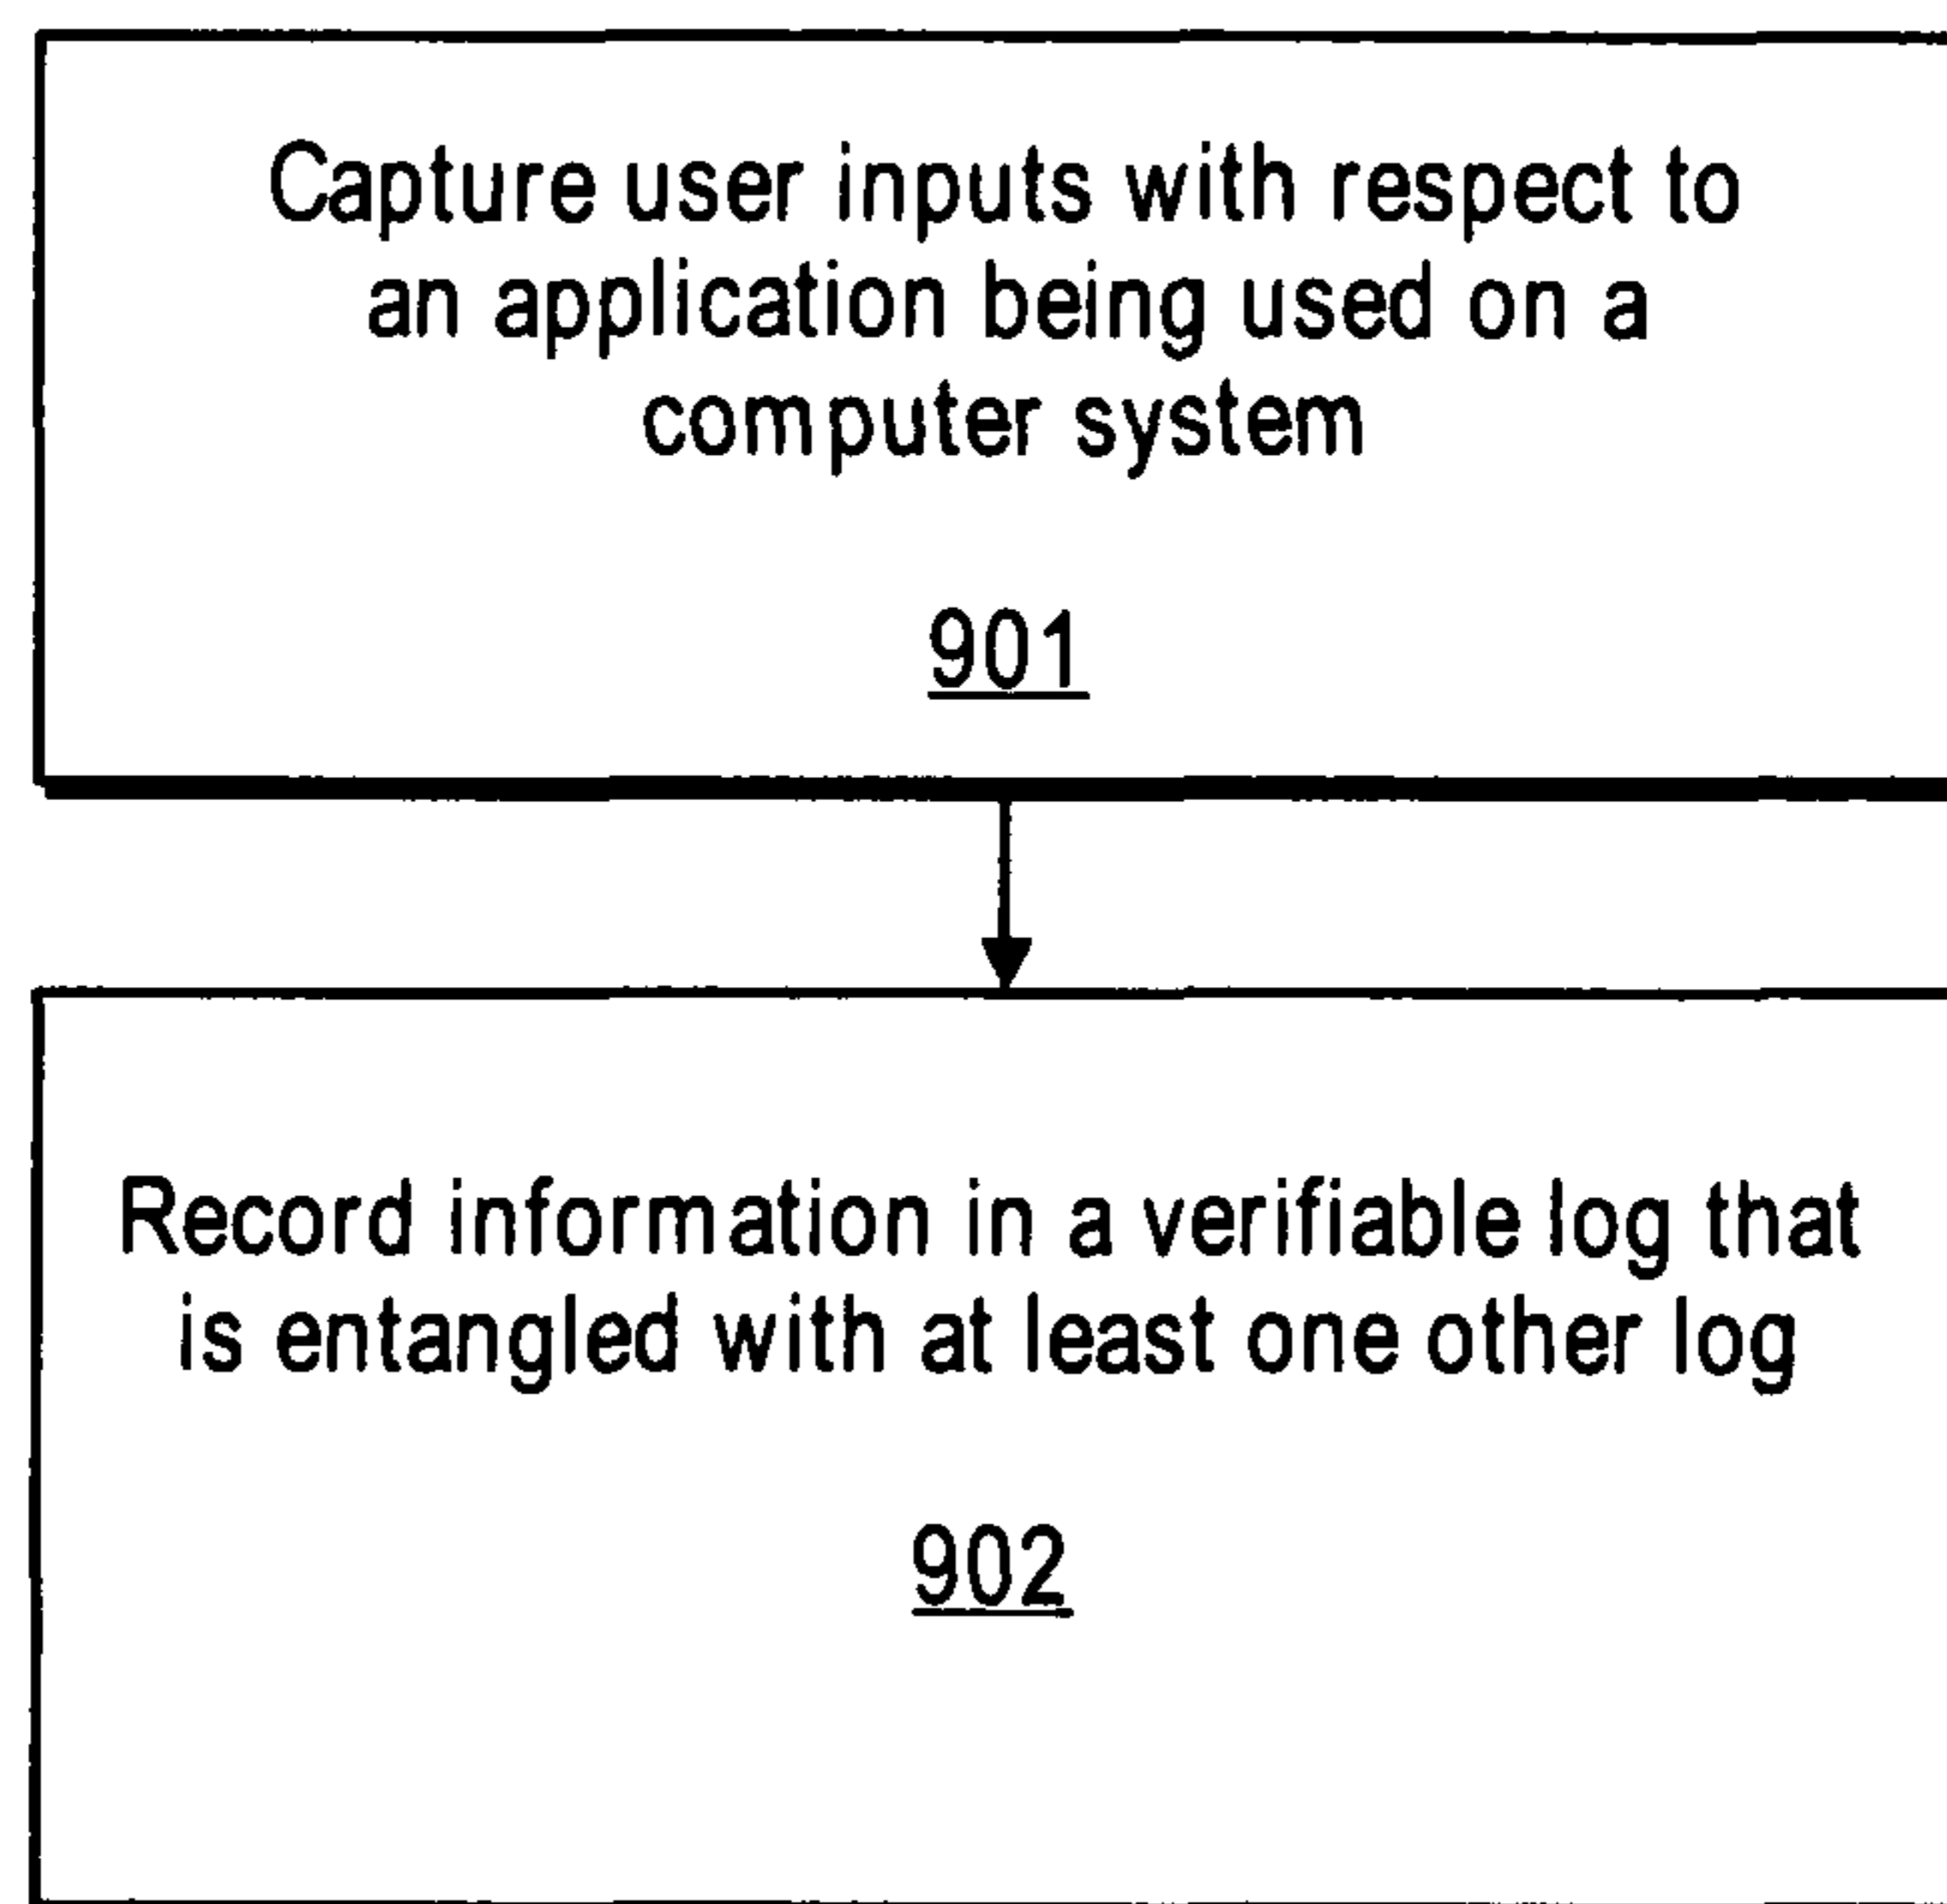 Capture user inputs with respect to
an application being used on a
computer system
901
Record information in a verifiable log that
is entangled with at least one other log
902